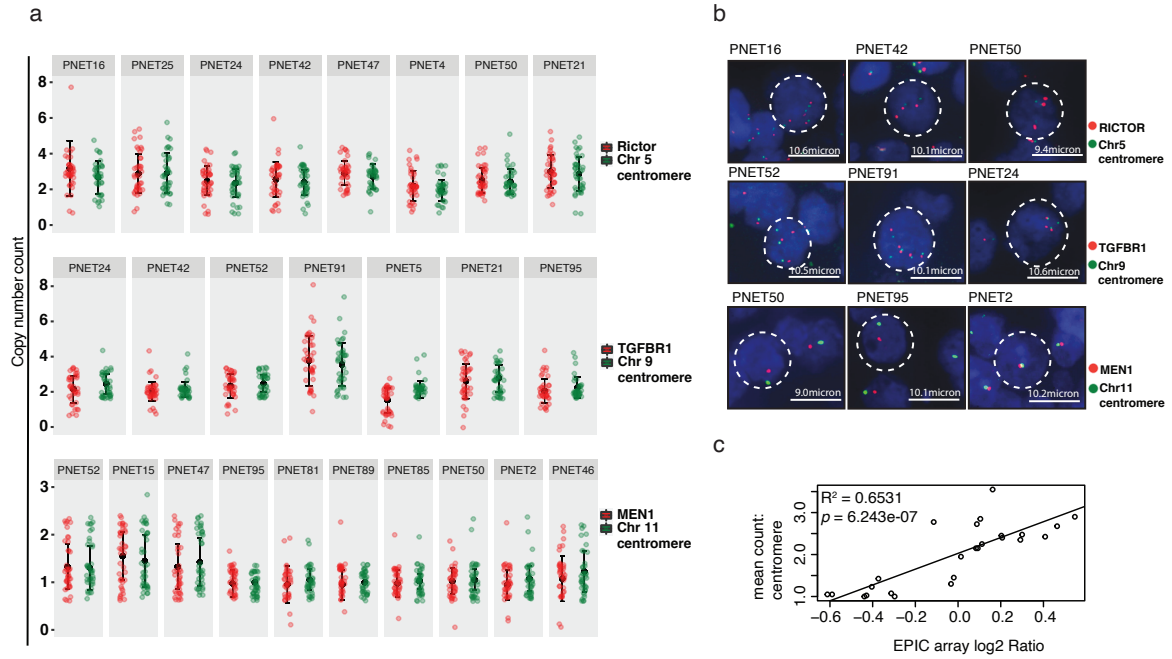 a
PNET16 PNET25 PNET24 PNET42 PNET47 PNET4 PNET50 PNET21
8
6
4
2
0
Rictor
Chr 5
centromere
Copy number count
PNET24 PNET42 PNET52 PNET91 PNET5 PNET21 PNET95
8
6
4
2
0
TGFBR1
Chr 9
centromere
PNET52 PNET15 PNET47 PNET95 PNET81 PNET89 PNET85 PNET50 PNET2 PNET46
3
2
1
0
MEN1
Chr 11
centromere
b
PNET16 PNET42 PNET50
10.6micron 10.1micron 9.4micron
RICTOR
Chr5
centromere
PNET52 PNET91 PNET24
10.5micron 10.1micron 10.6micron
TGFBR1
Chr9
centromere
PNET50 PNET95 PNET2
9.0micron 10.1micron 10.2micron
MEN1
Chr11
centromere
c
R² = 0.6531
p = 6.243e-07
mean count:
centromere
3.0
2.0
1.0
−0.6 −0.4 −0.2 0.0 0.2 0.4
EPIC array log2 Ratio